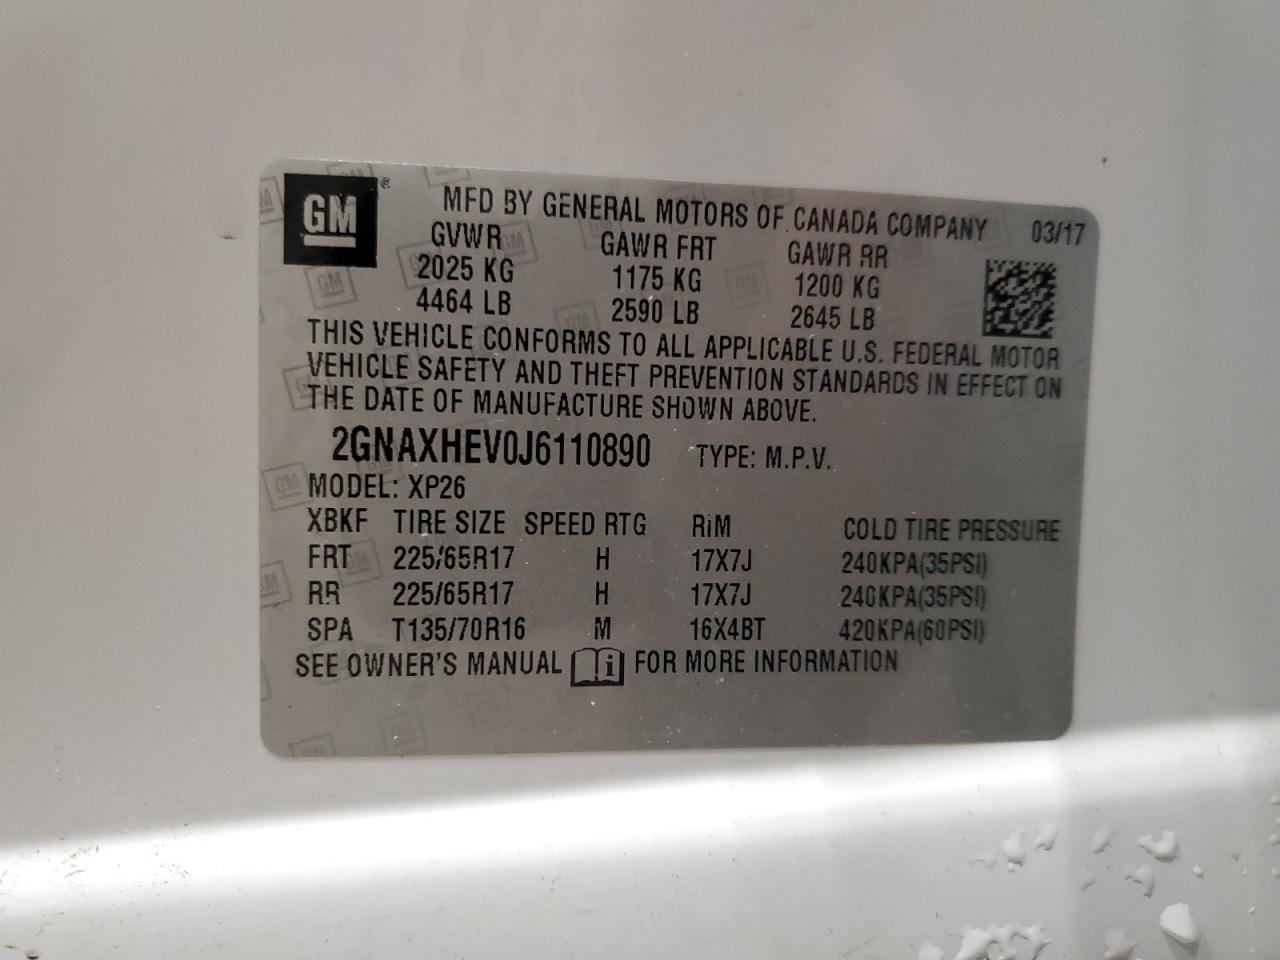 GM ® MFD BY GENERAL MOTORS OF CANADA COMPANY 03/17
GVWR GAWR FRT GAWR RR
2025 KG 1175 KG 1200 KG
4464 LB 2590 LB 2645 LB
THIS VEHICLE CONFORMS TO ALL APPLICABLE U.S. FEDERAL MOTOR
VEHICLE SAFETY AND THEFT PREVENTION STANDARDS IN EFFECT ON
THE DATE OF MANUFACTURE SHOWN ABOVE.
2GNAXHEV0J6110890 TYPE: M.P.V.
MODEL: XP26
XBKF TIRE SIZE SPEED RTG RIM COLD TIRE PRESSURE
FRT 225/65R17 H 17X7J 240KPA(35PSI)
RR 225/65R17 H 17X7J 240KPA(35PSI)
SPA T135/70R16 M 16X4BT 420KPA(60PSI)
SEE OWNER'S MANUAL i FOR MORE INFORMATION